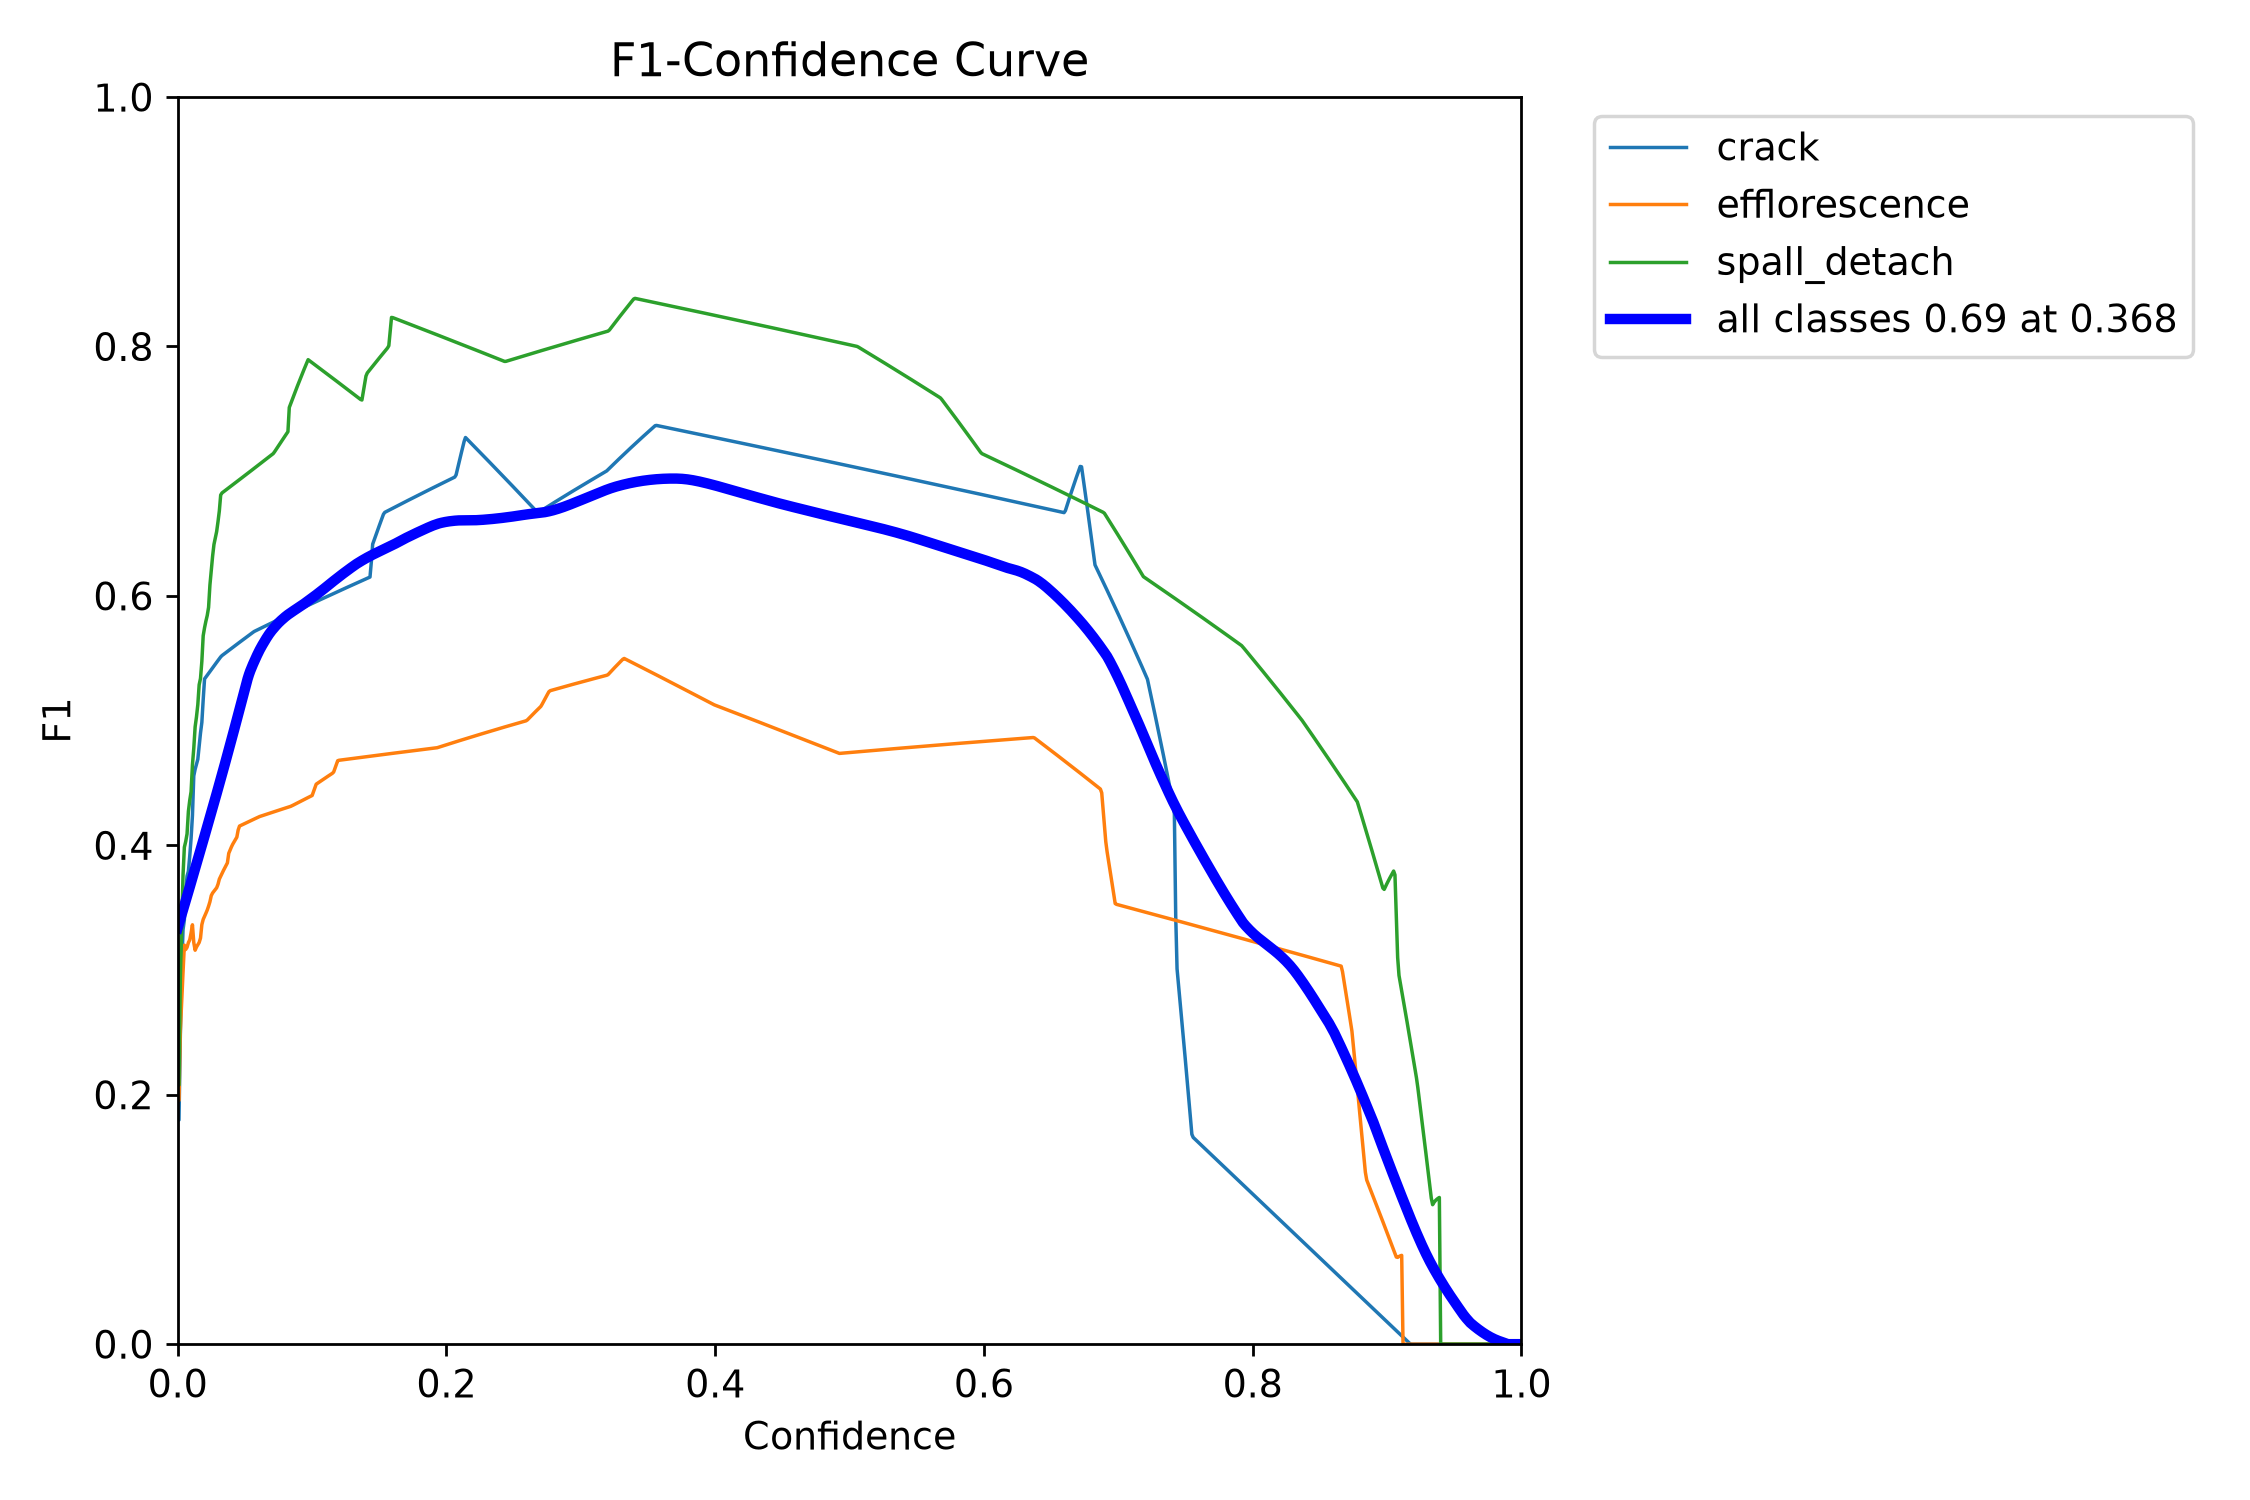 F1-Confidence Curve
1.0
0.8
0.6
0.4
0.2
0.0
F1
0.0 0.2 0.4 0.6 0.8 1.0
Confidence
crack
efflorescence
spall_detach
all classes 0.69 at 0.368